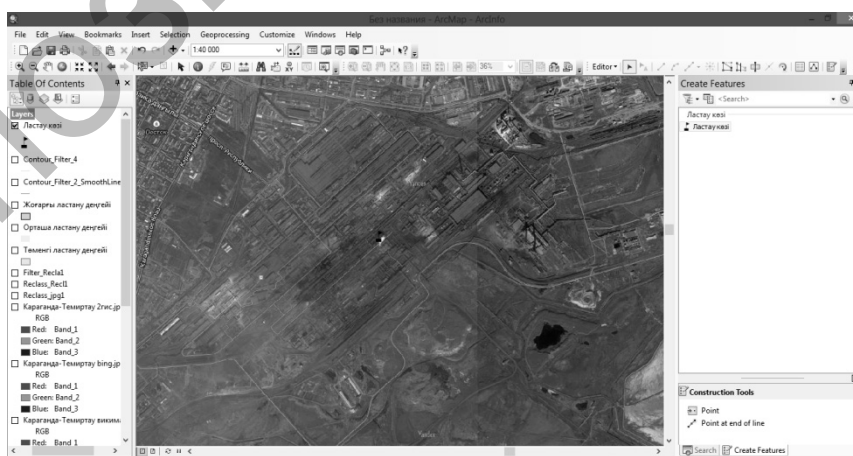 Без названия - ArcMap - ArcInfo
File Edit View Bookmarks Insert Selection Geoprocessing Customize Windows Help
1:40 000
36%
Editor
Table Of Contents
Layers
Ластау көзі
Contour_Filter_4
Contour_Filter_2_SmoothLine
Жоғарғы ластану деңгейі
Орташа ластану деңгейі
Төменгі ластану деңгейі
Filter_Recla1
Reclass_Recl1
Reclass_jpg1
Караганда-Темиртау 2гис.jp
RGB
Red: Band_1
Green: Band_2
Blue: Band_3
Караганда-Темиртау bing.jp
RGB
Red: Band_1
Green: Band_2
Blue: Band_3
Караганда-Темиртау викима
RGB
Red: Band 1
Create Features
<Search>
Ластау көзі
Ластау көзі
Construction Tools
Point
Point at end of line
Search Create Features